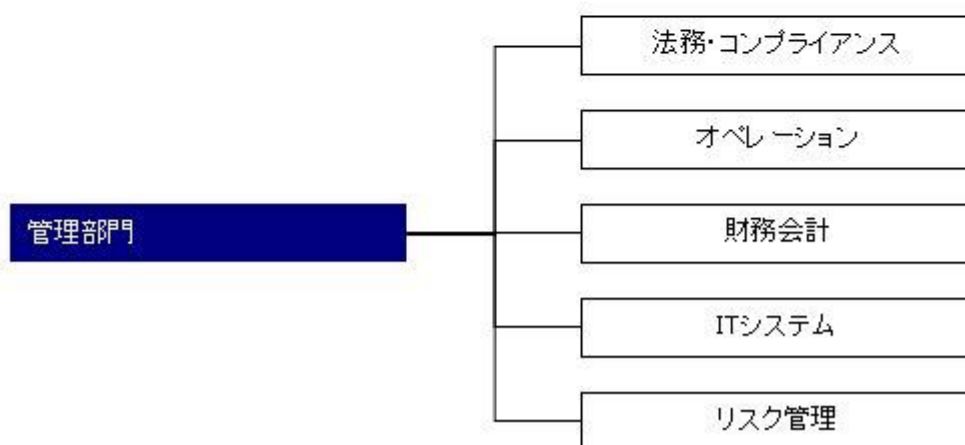 法務・コンプライアンス
オペレーション
管理部門
財務会計
ITシステム
リスク管理